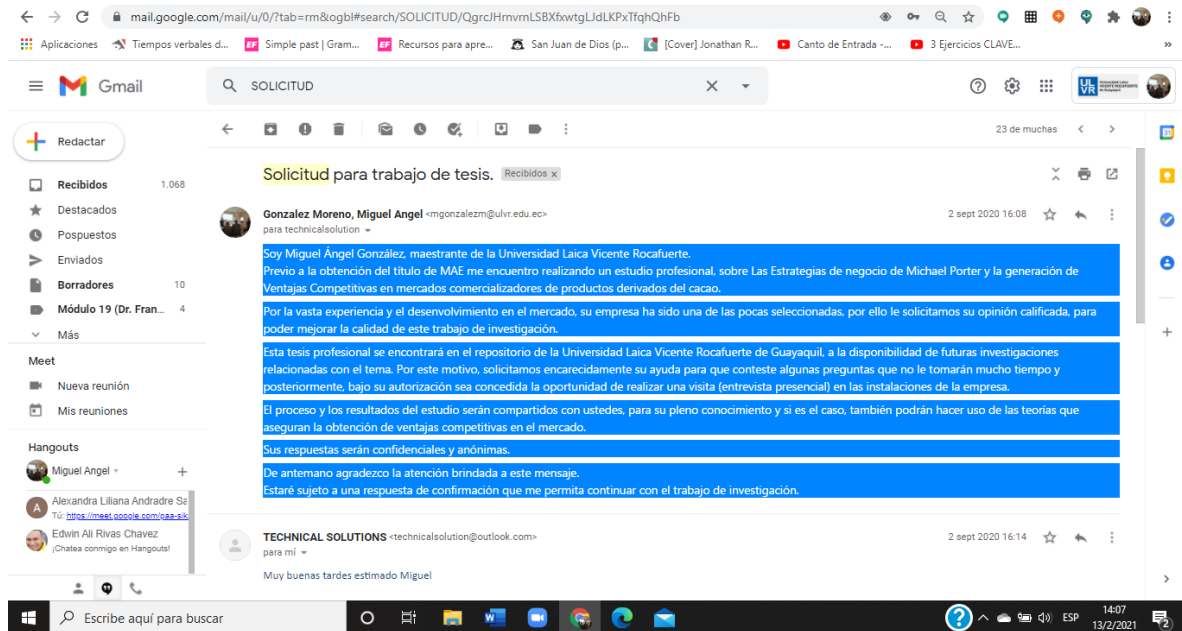 mail.google.com/mail/u/0/?tab=rm&ogbl#search/SOLICITUD/QgrcJHmvrnLSBXfxwtgLJdLKPxTfqhQhFb
Aplicaciones Tiempos verbales d... EF Simple past | Gram... EF Recursos para apre... San Juan de Dios (p... [Cover] Jonathan R... Canto de Entrada -... 3 Ejercicios CLAVE... »
Gmail
SOLICITUD
UL VR
Redactar
23 de muchas
Recibidos 1.068
Destacados
Pospuestos
Enviados
Borradores 10
Módulo 19 (Dr. Fran... 4
Más
Meet
Nueva reunión
Mis reuniones
Hangouts
Miguel Angel
A
Alexandra Liliana Andradre Sa
Tú: https://meet.google.com/paa-sik
Edwin Ali Rivas Chavez
¡Chatea conmigo en Hangouts!
Solicitud para trabajo de tesis. Recibidos x
Gonzalez Moreno, Miguel Angel <mgonzalezm@ulvr.edu.ec> 2 sept 2020 16:08
para technicalsolution
Soy Miguel Ángel González, maestrante de la Universidad Laica Vicente Rocafuerte.
Previo a la obtención del título de MAE me encuentro realizando un estudio profesional, sobre Las Estrategias de negocio de Michael Porter y la generación de
Ventajas Competitivas en mercados comercializadores de productos derivados del cacao.
Por la vasta experiencia y el desenvolvimiento en el mercado, su empresa ha sido una de las pocas seleccionadas, por ello le solicitamos su opinión calificada, para
poder mejorar la calidad de este trabajo de investigación.
Esta tesis profesional se encontrará en el repositorio de la Universidad Laica Vicente Rocafuerte de Guayaquil, a la disponibilidad de futuras investigaciones
relacionadas con el tema. Por este motivo, solicitamos encarecidamente su ayuda para que conteste algunas preguntas que no le tomarán mucho tiempo y
posteriormente, bajo su autorización sea concedida la oportunidad de realizar una visita (entrevista presencial) en las instalaciones de la empresa.
El proceso y los resultados del estudio serán compartidos con ustedes, para su pleno conocimiento y si es el caso, también podrán hacer uso de las teorías que
aseguran la obtención de ventajas competitivas en el mercado.
Sus respuestas serán confidenciales y anónimas.
De antemano agradezco la atención brindada a este mensaje.
Estaré sujeto a una respuesta de confirmación que me permita continuar con el trabajo de investigación.
TECHNICAL SOLUTIONS <technicalsolution@outlook.com> 2 sept 2020 16:14
para mí
Muy buenas tardes estimado Miguel
Escribe aquí para buscar
ESP
14:07
13/2/2021
2